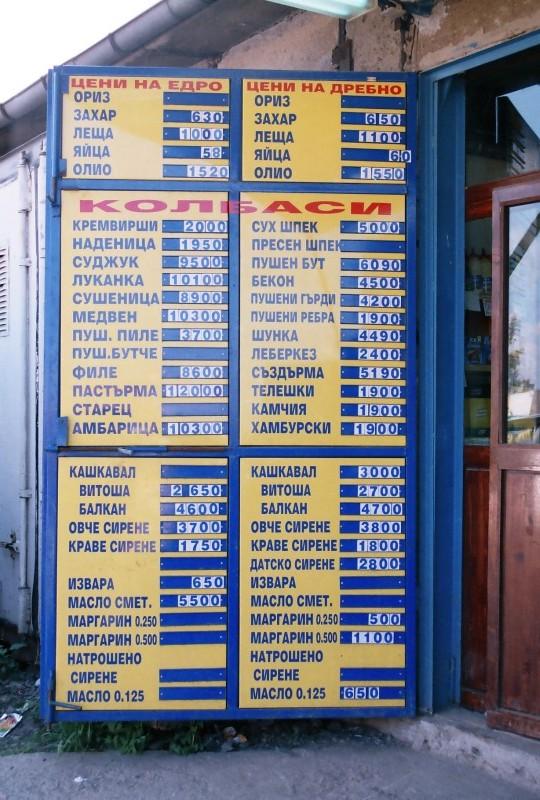 ЦЕНИ НА ЕДРО
ОРИЗ
ЗАХАР 630
ЛЕЩА 1000
ЯЙЦА 58
ОЛИО 1520
ЦЕНИ НА ДРЕБНО
ОРИЗ
ЗАХАР 650
ЛЕЩА 1100
ЯЙЦА 60
ОЛИО 1550
КОЛБАСИ
КРЕМВИРШИ 2000
НАДЕНИЦА 1950
СУДЖУК 9500
ЛУКАНКА 10100
СУШЕНИЦА 8900
МЕДВЕН 10300
ПУШ. ПИЛЕ 3700
ПУШ.БУТЧЕ
ФИЛЕ 8600
ПАСТЪРМА 12000
СТАРЕЦ
АМБАРИЦА 10300
СУХ ШПЕК 5000
ПРЕСЕН ШПЕК
ПУШЕН БУТ 6090
БЕКОН 4500
ПУШЕНИ ГЪРДИ 4200
ПУШЕНИ РЕБРА 1900
ШУНКА 4490
ЛЕБЕРКЕЗ 2400
СЪЗДЪРМА 5190
ТЕЛЕШКИ 1900
КАМЧИЯ 1900
ХАМБУРСКИ 1900
КАШКАВАЛ
ВИТОША 2650
БАЛКАН 4600
ОВЧЕ СИРЕНЕ 3700
КРАВЕ СИРЕНЕ 1750
ИЗВАРА 650
МАСЛО СМЕТ. 5500
МАРГАРИН 0.250
МАРГАРИН 0.500
НАТРОШЕНО
СИРЕНЕ
МАСЛО 0.125
КАШКАВАЛ 3000
ВИТОША 2700
БАЛКАН 4700
ОВЧЕ СИРЕНЕ 3800
КРАВЕ СИРЕНЕ 1800
ДАТСКО СИРЕНЕ 2800
ИЗВАРА
МАСЛО СМЕТ.
МАРГАРИН 0.250 500
МАРГАРИН 0.500 1100
НАТРОШЕНО
СИРЕНЕ
МАСЛО 0.125 650